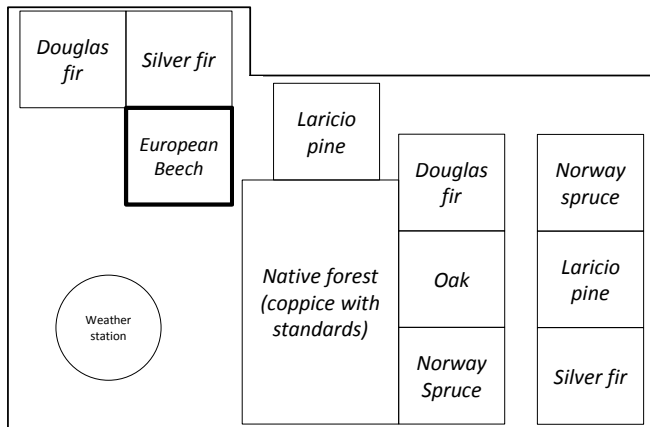 Douglas
fir
Silver fir
European
Beech
Laricio
pine
Douglas
fir
Norway
spruce
Native forest
(coppice with
standards)
Oak
Laricio
pine
Weather
station
Norway
Spruce
Silver fir